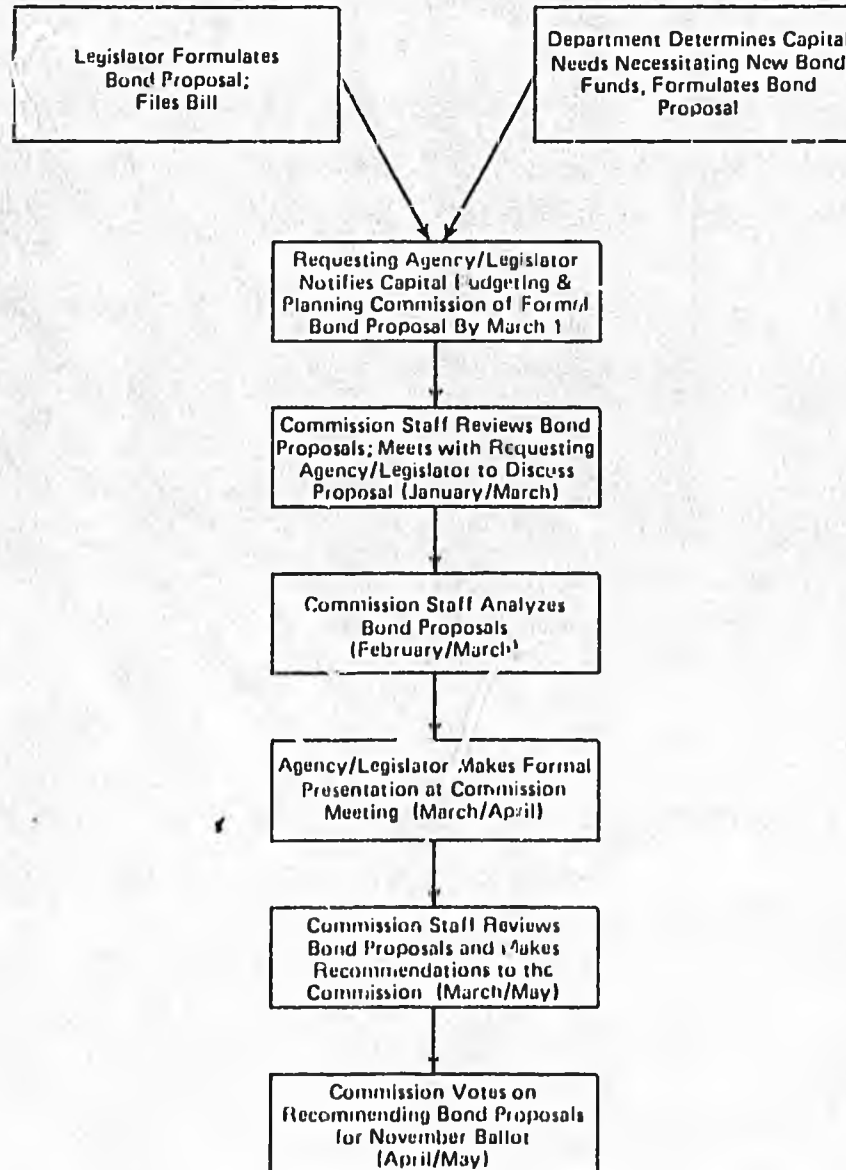 Legislator Formulates
Bond Proposal;
Files Bill
Department Determines Capital
Needs Necessitating New Bond
Funds, Formulates Bond
Proposal
Requesting Agency/Legislator
Notifies Capital Budgeting &
Planning Commission of Formal
Bond Proposal By March 1
Commission Staff Reviews Bond
Proposals; Meets with Requesting
Agency/Legislator to Discuss
Proposal (January/March)
Commission Staff Analyzes
Bond Proposals
(February/March)
Agency/Legislator Makes Formal
Presentation at Commission
Meeting (March/April)
Commission Staff Reviews
Bond Proposals and Makes
Recommendations to the
Commission (March/May)
Commission Votes on
Recommending Bond Proposals
for November Ballot
(April/May)